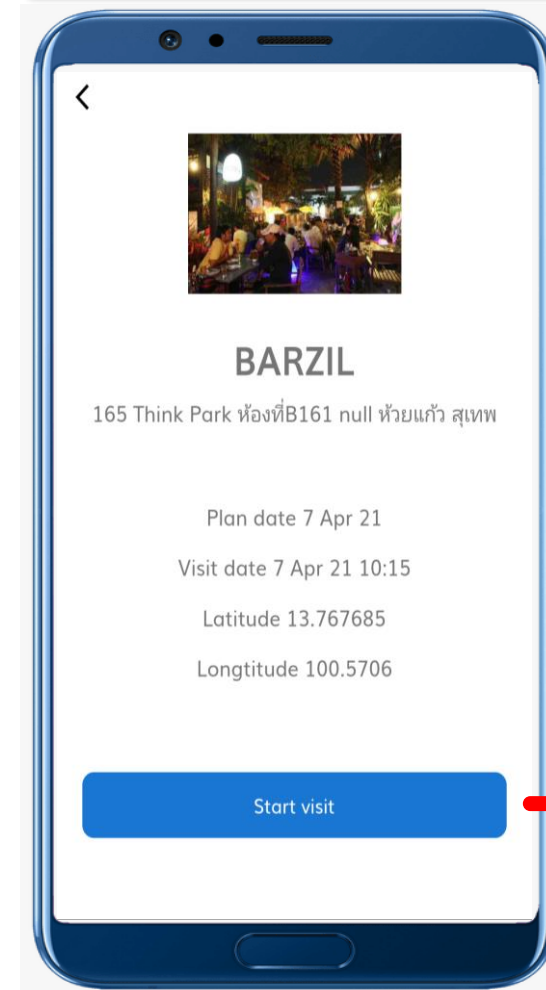 BARZIL
165 Think Park ห้องที่B161 null ห้วยแก้ว สุเทพ
Plan date 7 Apr 21
Visit date 7 Apr 21 10:15
Latitude 13.767685
Longtitude 100.5706
Start visit